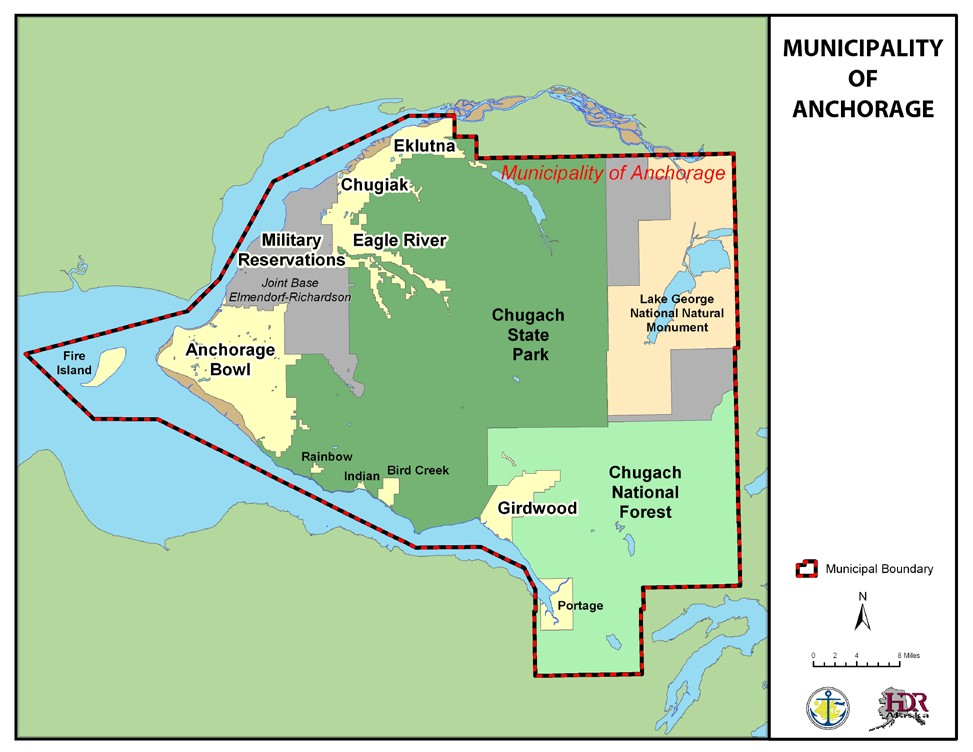 MUNICIPALITY
OF
ANCHORAGE
Eklutna
Municipality of Anchorage
Chugiak
Military
Reservations
Eagle River
Joint Base
Elmendorf-Richardson
Lake George
National Natural
Monument
Chugach
State
Park
Fire
Island
Anchorage
Bowl
Rainbow
Indian
Bird Creek
Chugach
National
Forest
Girdwood
Portage
Municipal Boundary
N
0 2 4 8 Miles
HDR
Alaska